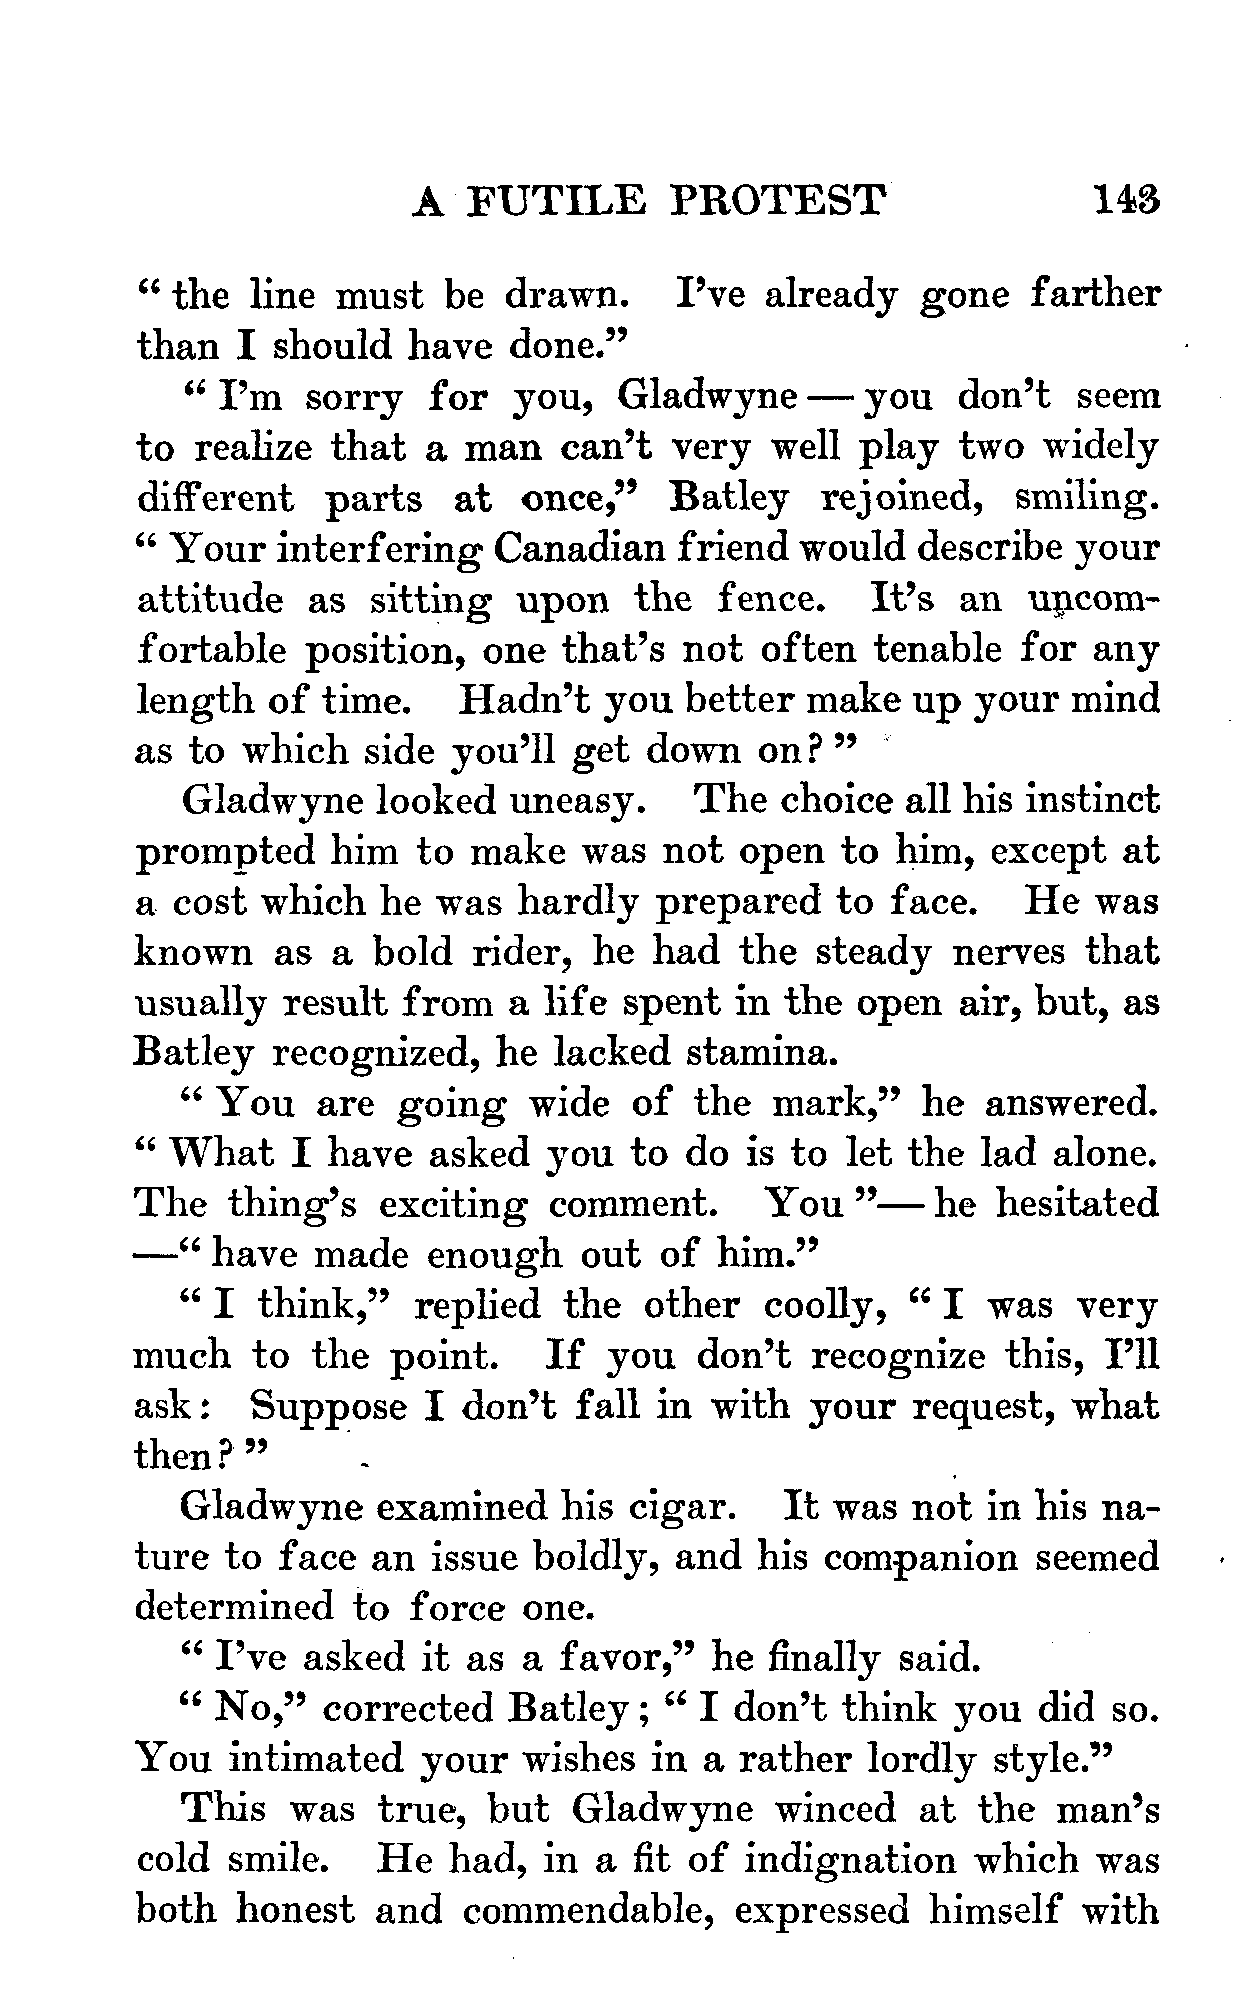 A FUTILE PROTEST 143
“ the line must be drawn. I’ve already gone farther
than I should have done.”
“ I’m sorry for you, Gladwyne — you don’t seem
to realize that a man can’t very well play two widely
different parts at once,” Batley rejoined, smiling.
“ Your interfering Canadian friend would describe your
attitude as sitting upon the fence. It’s an uncom-
fortable position, one that’s not often tenable for any
length of time. Hadn’t you better make up your mind
as to which side you’ll get down on? ”
Gladwyne looked uneasy. The choice all his instinct
prompted him to make was not open to him, except at
a cost which he was hardly prepared to face. He was
known as a bold rider, he had the steady nerves that
usually result from a life spent in the open air, but, as
Batley recognized, he lacked stamina.
“ You are going wide of the mark,” he answered.
“ What I have asked you to do is to let the lad alone.
The thing’s exciting comment. You ”— he hesitated
—“ have made enough out of him.”
“ I think,” replied the other coolly, “ I was very
much to the point. If you don’t recognize this, I’ll
ask: Suppose I don’t fall in with your request, what
then? ”
Gladwyne examined his cigar. It was not in his na-
ture to face an issue boldly, and his companion seemed
determined to force one.
“ I’ve asked it as a favor,” he finally said.
“ No,” corrected Batley; “ I don’t think you did so.
You intimated your wishes in a rather lordly style.”
This was true, but Gladwyne winced at the man’s
cold smile. He had, in a fit of indignation which was
both honest and commendable, expressed himself with